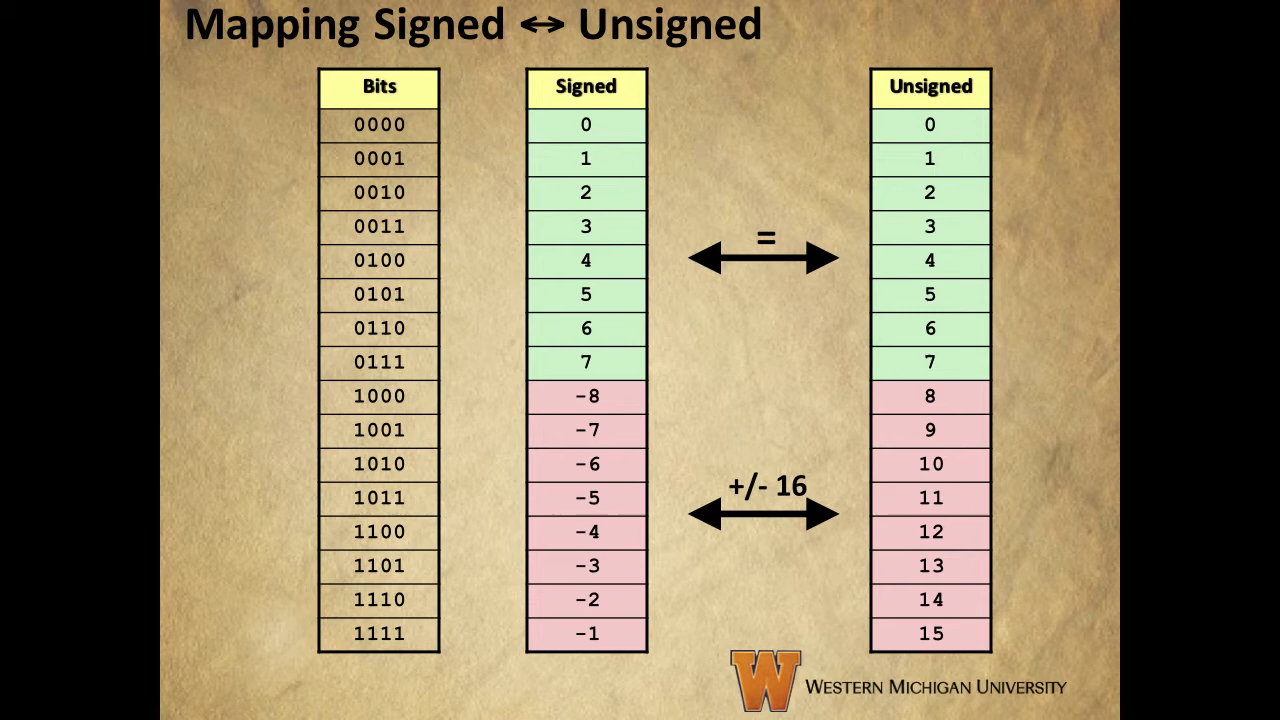 Mapping Signed ↔ Unsigned
Bits Signed Unsigned
0000 0 0
0001 1 1
0010 2 2
0011 3 3
=
0100 4 4
0101 5 5
0110 6 6
0111 7 7
1000 -8 8
1001 -7 9
1010 -6 10
+/- 16
1011 -5 11
1100 -4 12
1101 -3 13
1110 -2 14
1111 -1 15
W WESTERN MICHIGAN UNIVERSITY